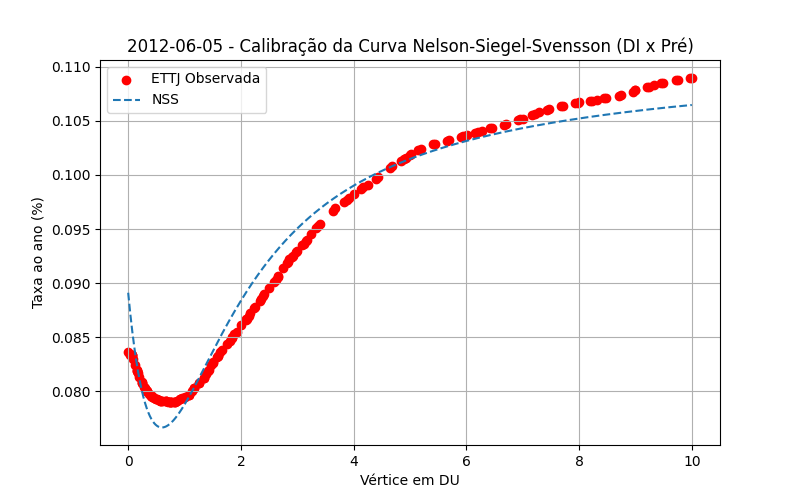 2012-06-05 - Calibração da Curva Nelson-Siegel-Svensson (DI x Pré)
ETTJ Observada
NSS
Taxa ao ano (%)
0.110
0.105
0.100
0.095
0.090
0.085
0.080
0 2 4 6 8 10
Vértice em DU